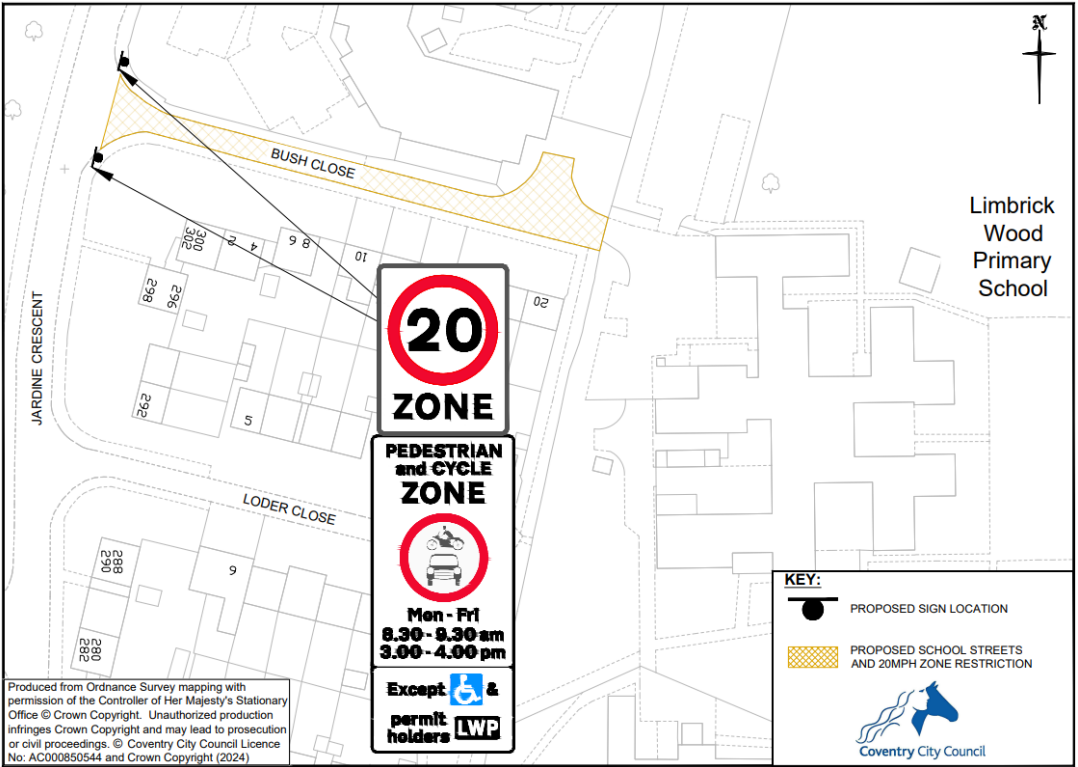 N
BUSH CLOSE
Limbrick
Wood
Primary
School
302
300
2
4
6
8
10
20
298
296
292
5
JARDINE CRESCENT
LODER CLOSE
290
288
9
282
280
20
ZONE
PEDESTRIAN
and CYCLE
ZONE
Mon - Fri
8.30 - 9.30 am
3.00 - 4.00 pm
Except &
permit
holders LWP
KEY:
PROPOSED SIGN LOCATION
PROPOSED SCHOOL STREETS
AND 20MPH ZONE RESTRICTION
Coventry City Council
Produced from Ordnance Survey mapping with
permission of the Controller of Her Majesty's Stationary
Office © Crown Copyright. Unauthorized production
infringes Crown Copyright and may lead to prosecution
or civil proceedings. © Coventry City Council Licence
No: AC000850544 and Crown Copyright (2024)